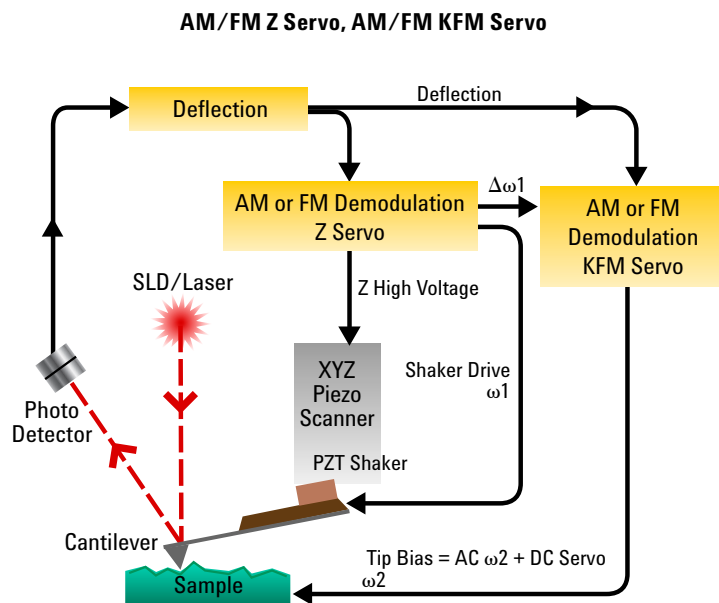 AM/FM Z Servo, AM/FM KFM Servo
Deflection
Deflection
AM or FM Demodulation
Z Servo
Δω1
AM or FM
Demodulation
KFM Servo
SLD/Laser
Z High Voltage
XYZ
Piezo
Scanner
Shaker Drive
ω1
Photo
Detector
PZT Shaker
Cantilever
Sample
Tip Bias = AC ω2 + DC Servo
ω2